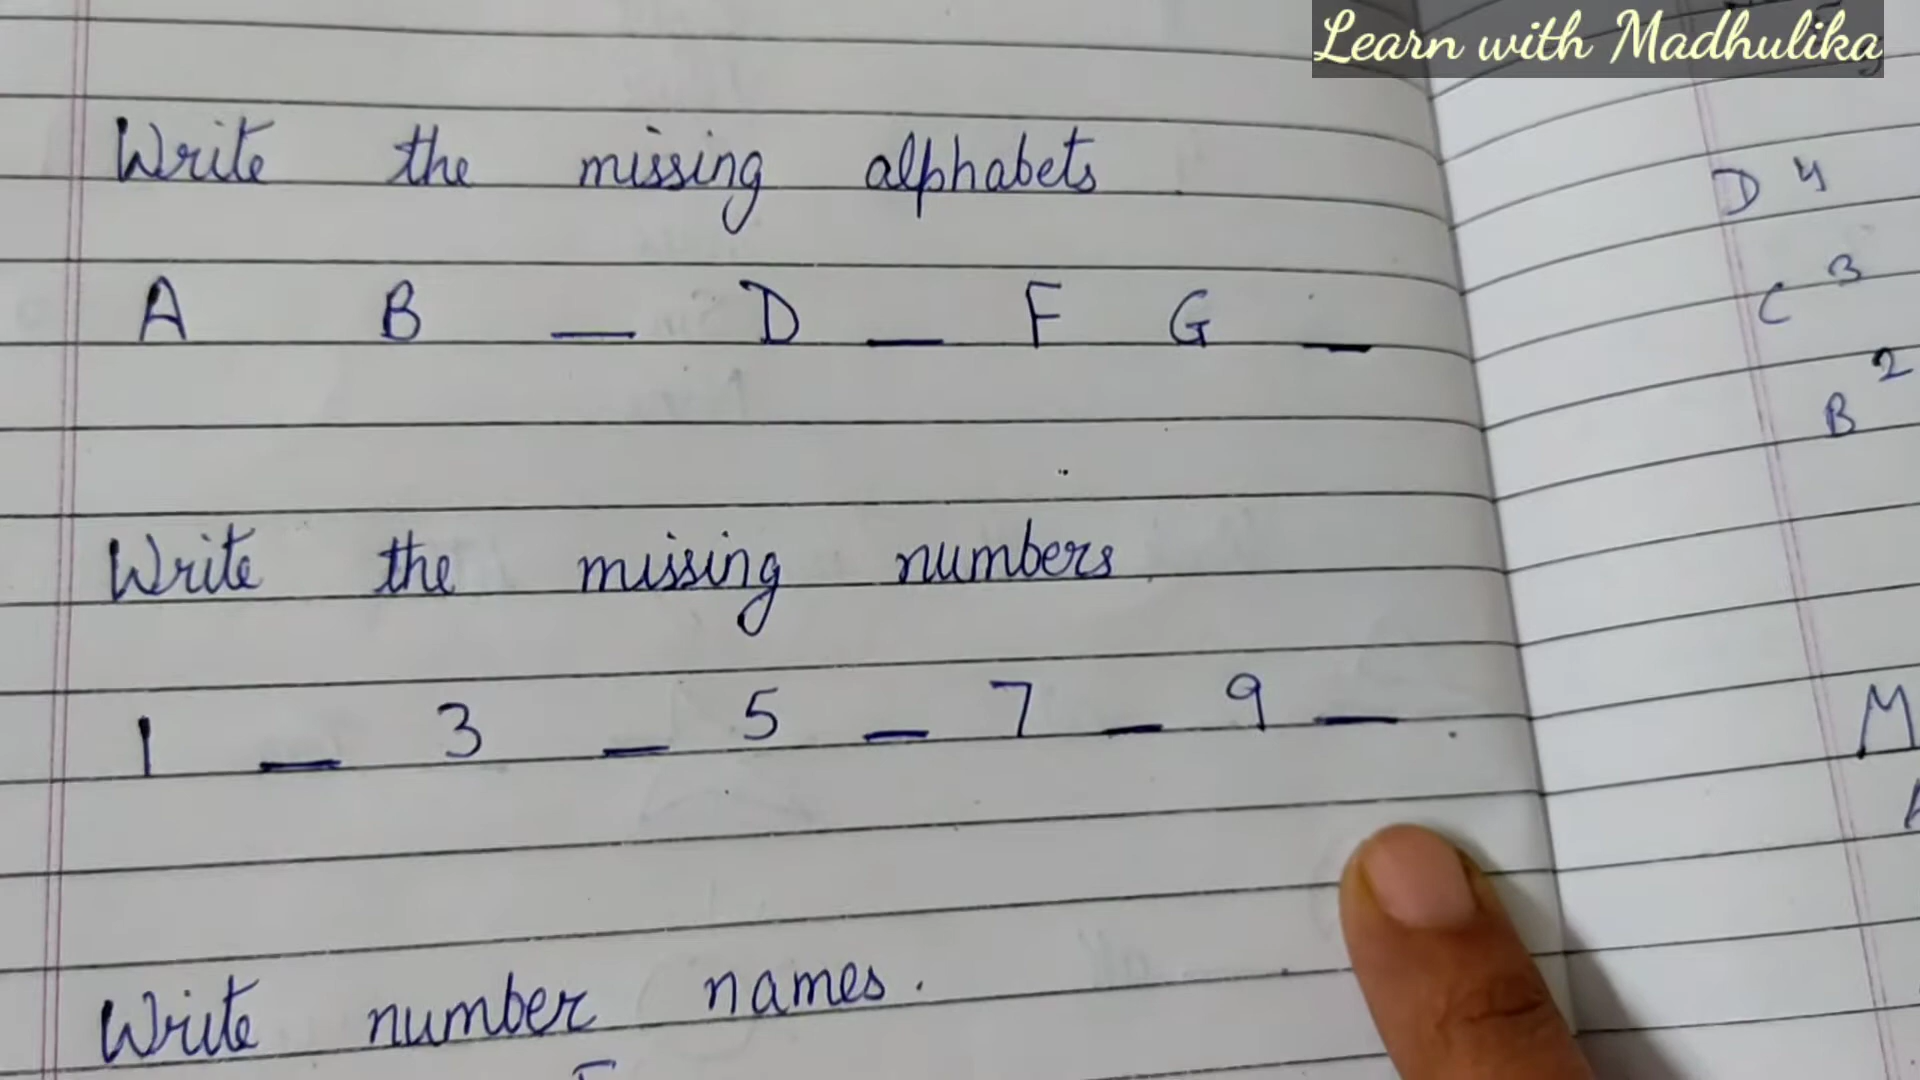 Learn with Madhulika
Write the missing alphabets
A B _ D _ F G _
Write the missing numbers
1 _ 3 _ 5 _ 7 _ 9 _
Write number names.
D 4
C 3
B 2
M